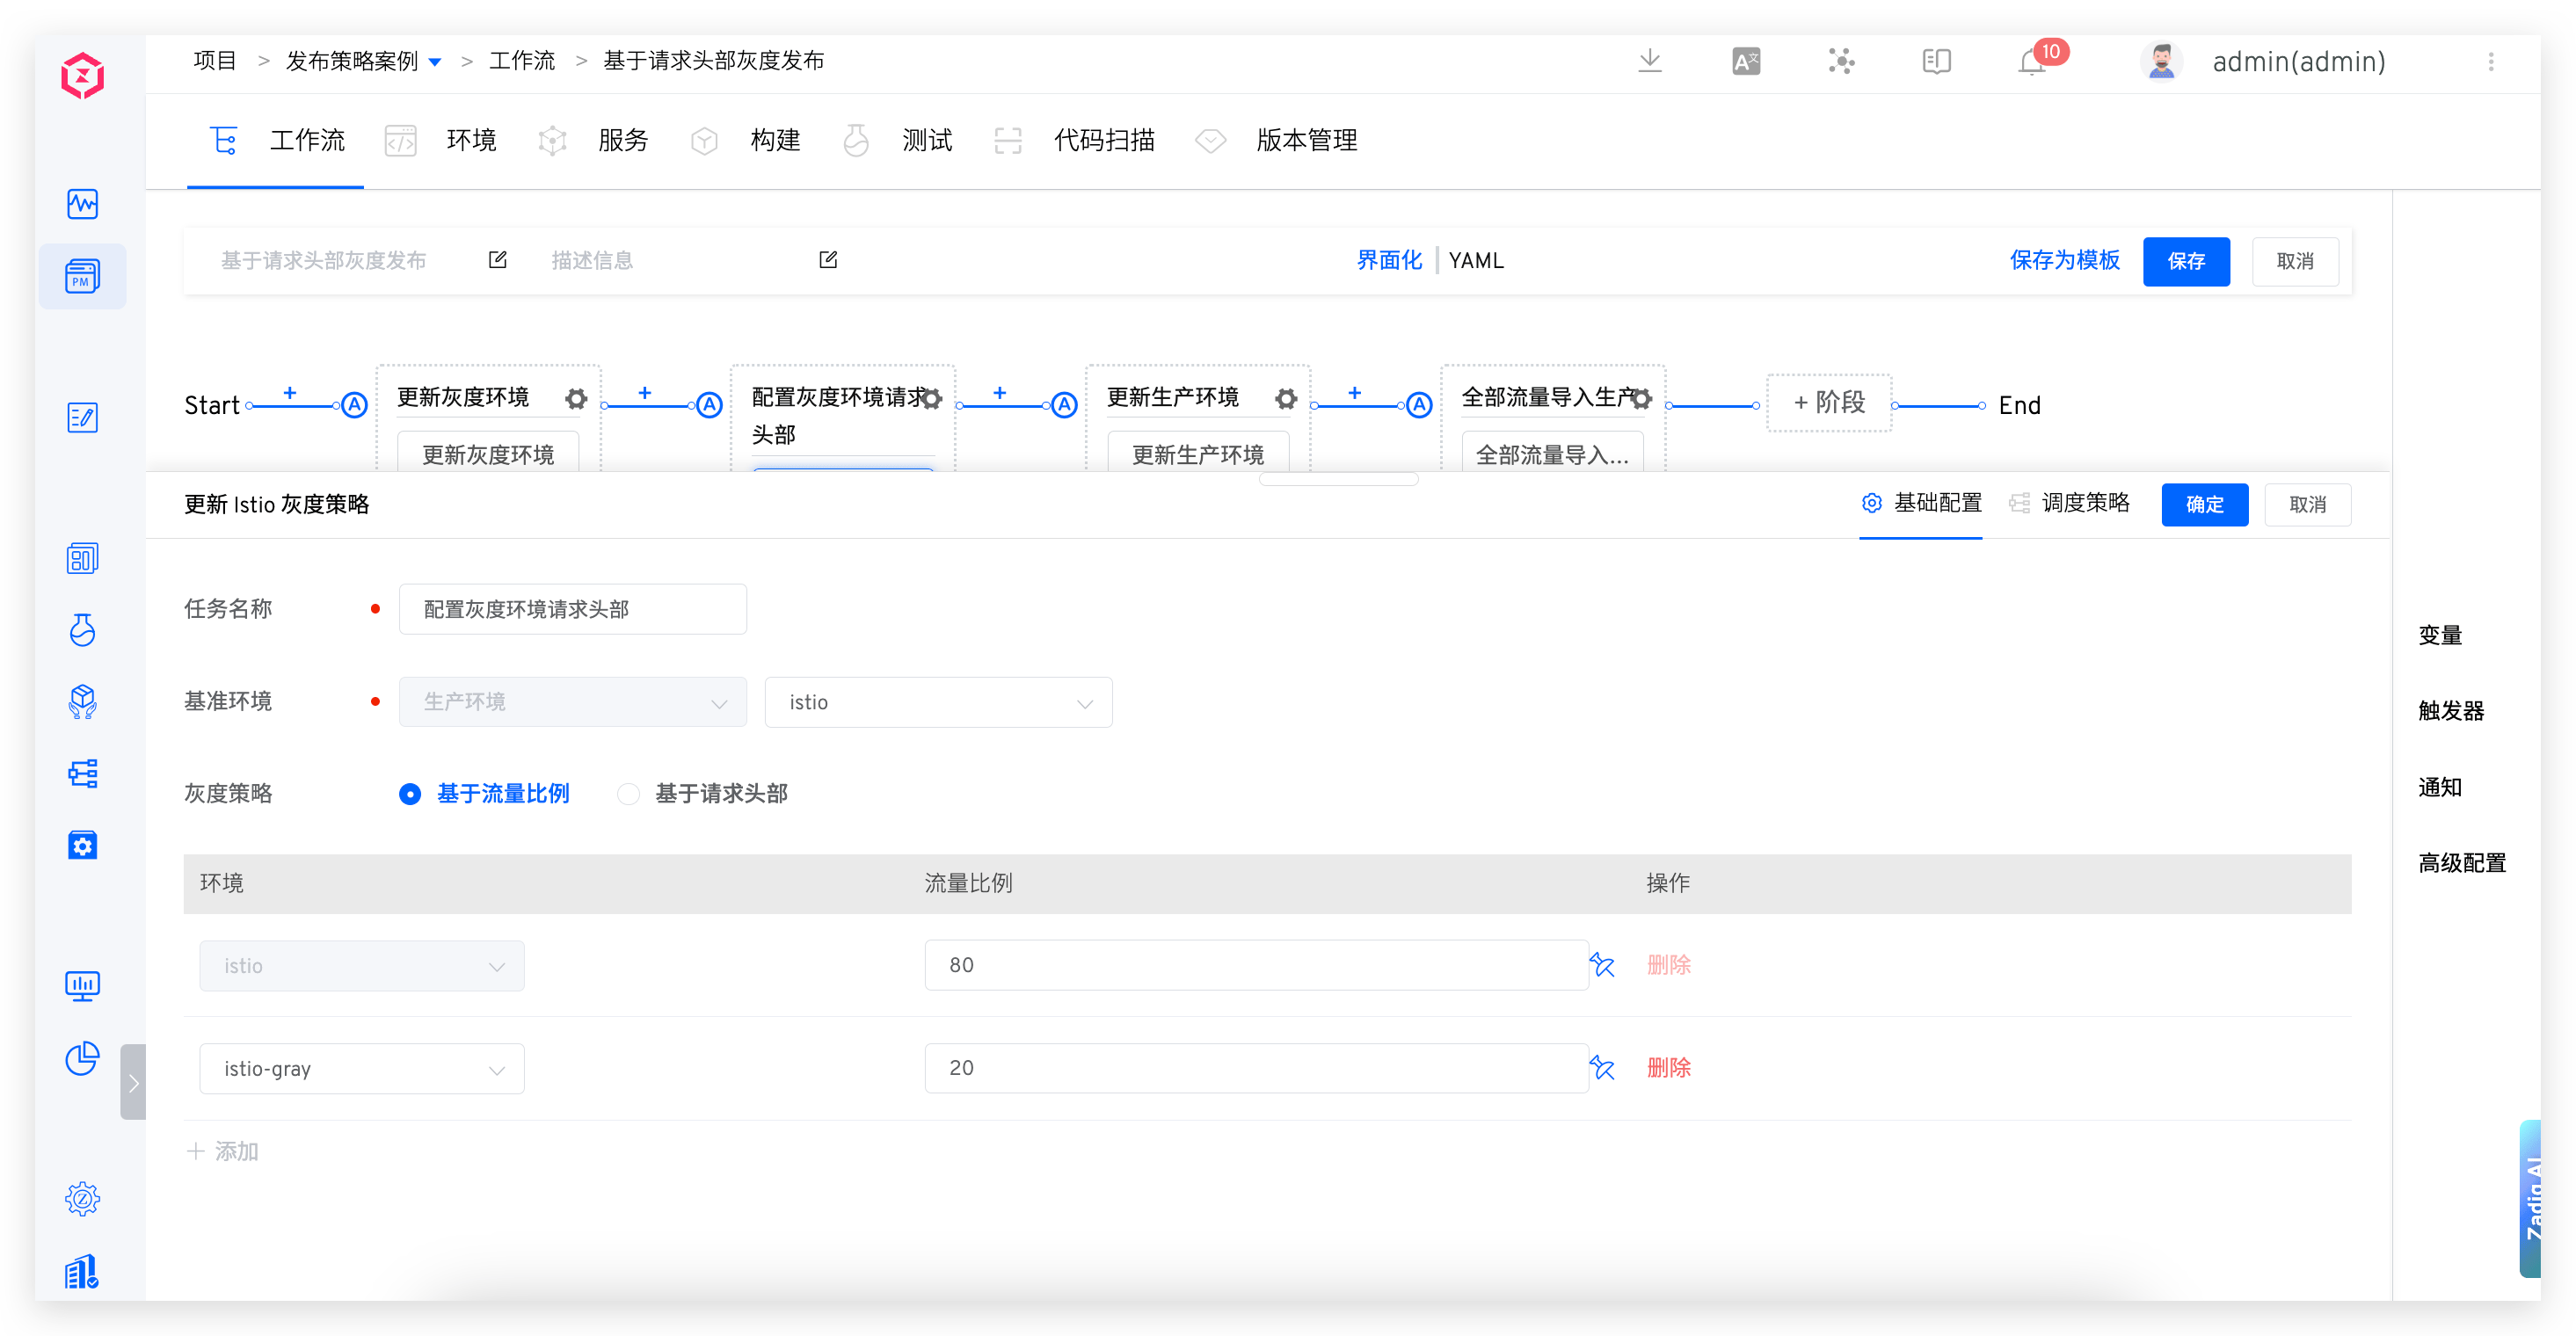 项目 > 发布策略案例 > 工作流 > 基于请求头部灰度发布
10
admin(admin)
工作流 环境 服务 构建 测试 代码扫描 版本管理
PM
基于请求头部灰度发布 描述信息 界面化 YAML 保存为模板 保存 取消
Start + A 更新灰度环境 + A 配置灰度环境请求头部 + A 更新生产环境 + A 全部流量导入生产 + 阶段 End
更新灰度环境 更新生产环境 全部流量导入...
更新 Istio 灰度策略 基础配置 调度策略 确定 取消
任务名称 配置灰度环境请求头部
基准环境 生产环境 istio
灰度策略 基于流量比例 基于请求头部
环境 流量比例 操作
istio 80 删除
istio-gray 20 删除
+ 添加
变量
触发器
通知
高级配置
Zadig AI